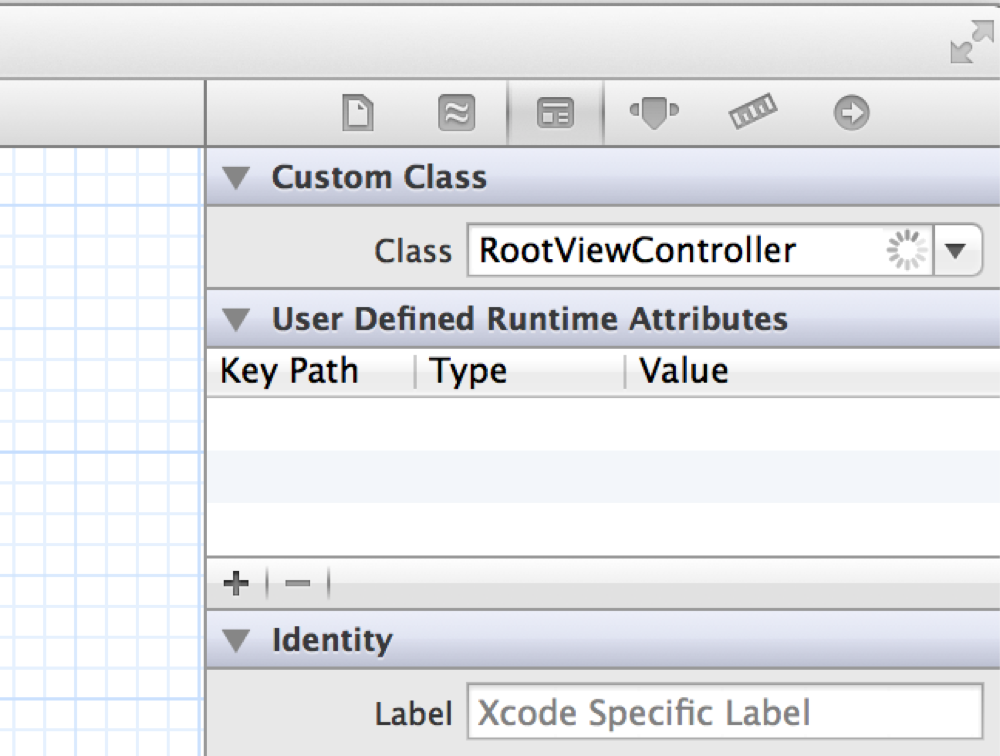 Custom Class
Class RootViewController
User Defined Runtime Attributes
Key Path Type Value
Identity
Label Xcode Specific Label